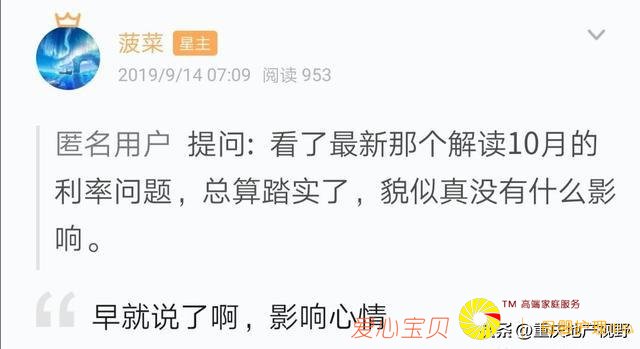 菠菜 星主
2019/9/14 07:09 阅读 953
匿名用户 提问：看了最新那个解读10月的
利率问题，总算踏实了，貌似真没有什么影
响。
早就说了啊，影响心情
爱心宝贝
TM 高端家庭服务
头条 @重庆地产视野